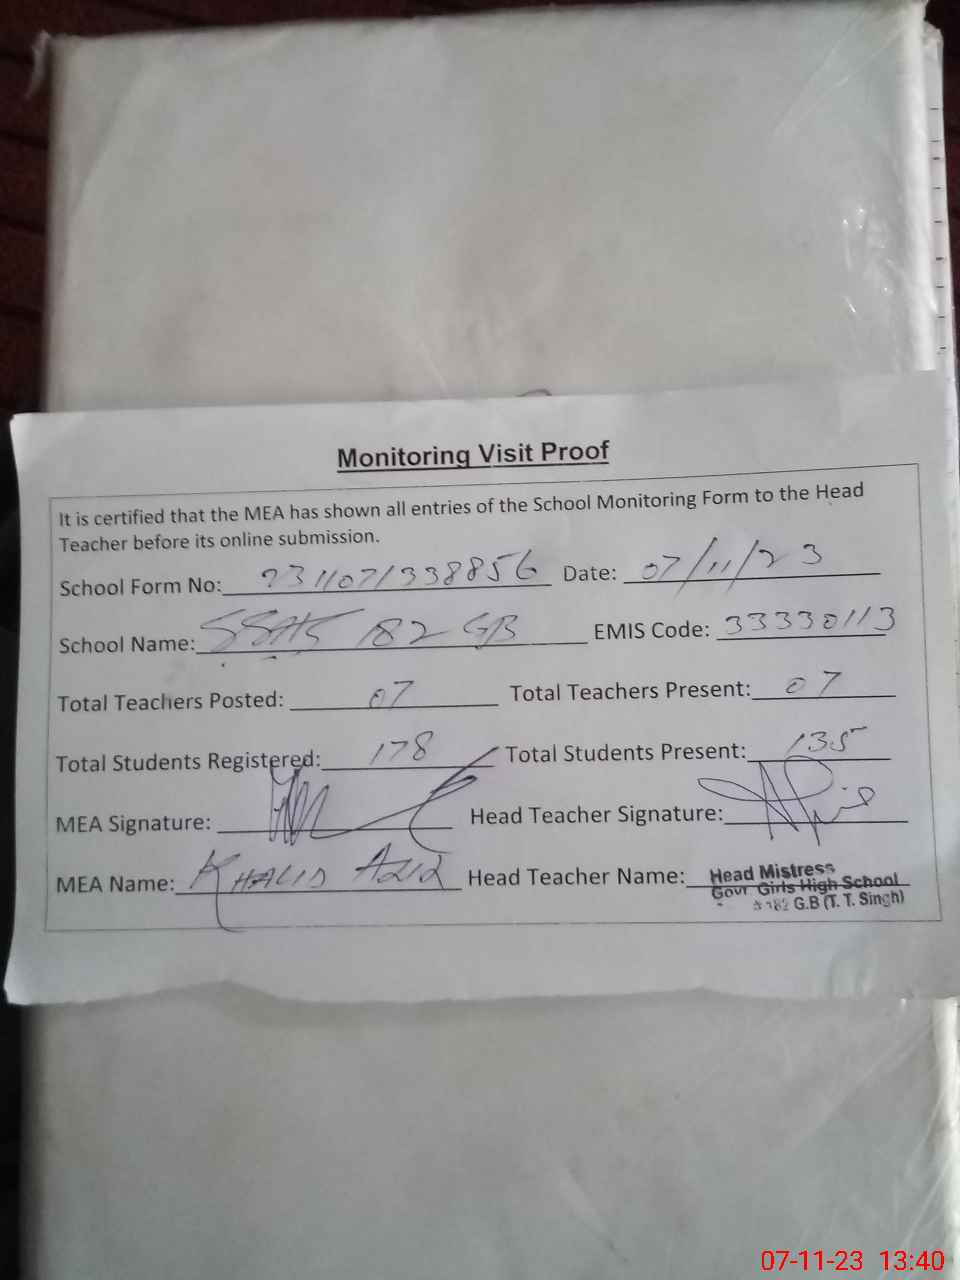 Monitoring Visit Proof
It is certified that the MEA has shown all entries of the School Monitoring Form to the Head
Teacher before its online submission.
School Form No: 2311071338856 Date: 07/11/23
School Name: 182 GB EMIS Code: 33330113
Total Teachers Posted: 07 Total Teachers Present: 07
Total Students Registered: 178 Total Students Present: 135
MEA Signature: Head Teacher Signature:
MEA Name: KHALID AZIZ Head Teacher Name: Head Mistress
Govt Girls High School
182 G.B (T. T. Singh)
07-11-23 13:40